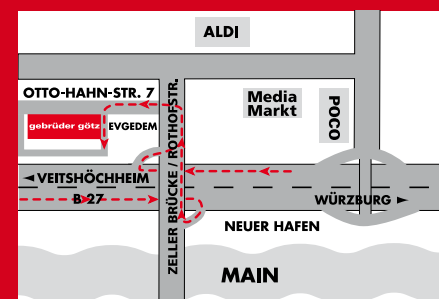 ALDI
OTTO-HAHN-STR. 7
Media
Markt
POCO
gebrüder götz
EVGEDEM
ZELLER BRÜCKE / ROTHOFSTR.
◄ VEITSHÖCHHEIM
B 27
WÜRZBURG ►
NEUER HAFEN
MAIN